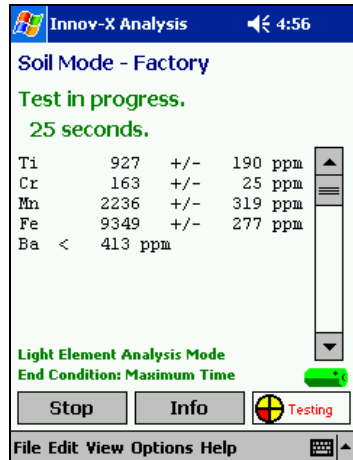 Innov-X Analysis 4:56
Soil Mode - Factory
Test in progress.
25 seconds.
Ti 927 +/- 190 ppm
Cr 163 +/- 25 ppm
Mn 2236 +/- 319 ppm
Fe 9349 +/- 277 ppm
Ba < 413 ppm
Light Element Analysis Mode
End Condition: Maximum Time
Stop Info Testing
File Edit View Options Help